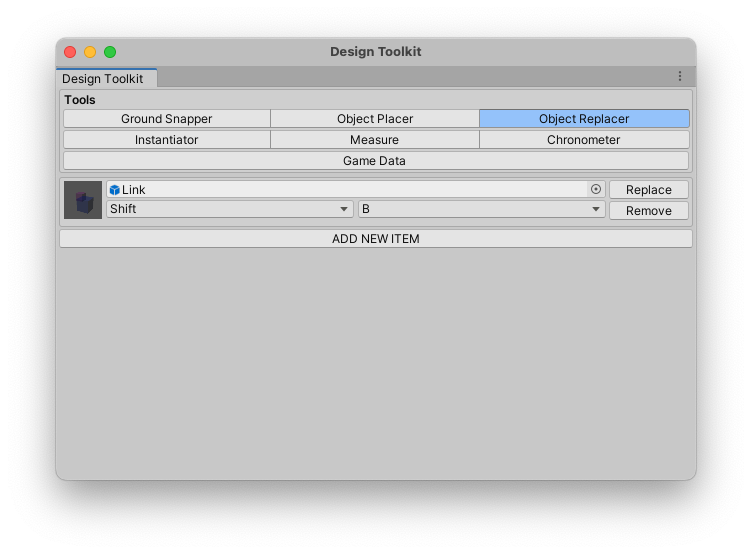 Design Toolkit
Design Toolkit
Tools
Ground Snapper Object Placer Object Replacer
Instantiator Measure Chronometer
Game Data
Link Replace
Shift B Remove
ADD NEW ITEM